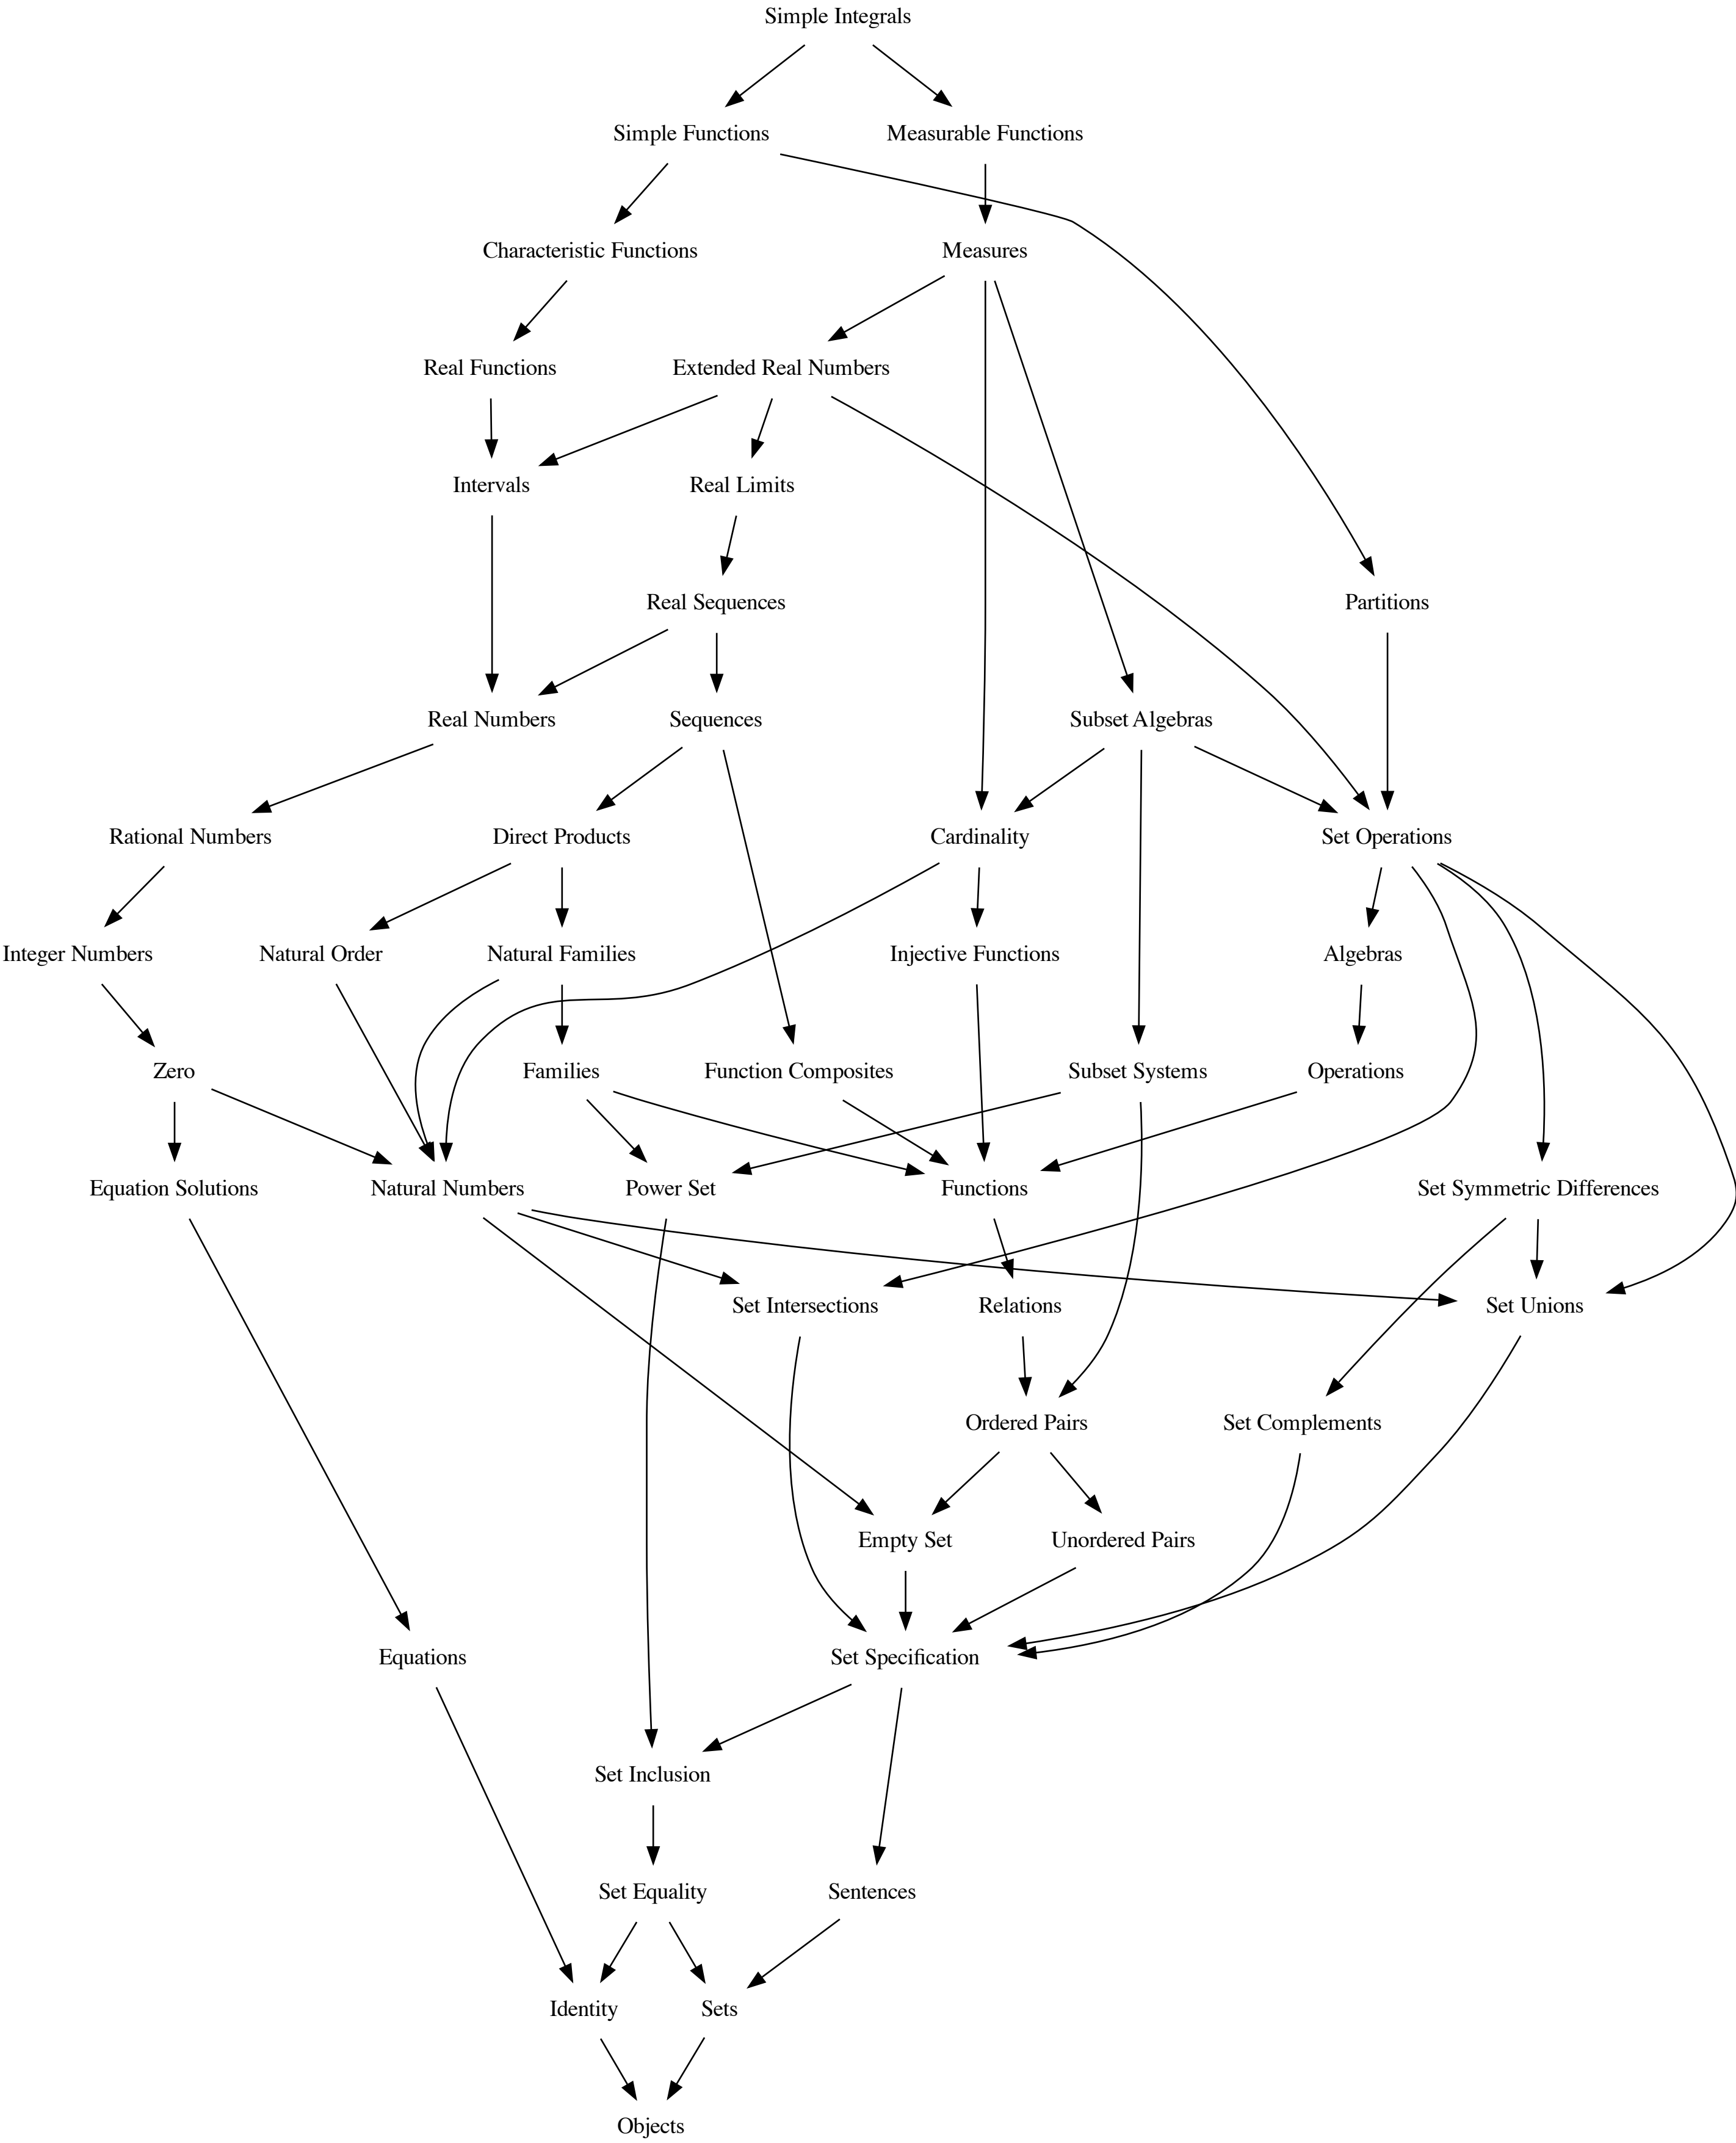 Simple Integrals
Simple Functions
Measurable Functions
Characteristic Functions
Measures
Real Functions
Extended Real Numbers
Intervals
Real Limits
Real Sequences
Partitions
Real Numbers
Sequences
Subset Algebras
Rational Numbers
Direct Products
Cardinality
Set Operations
Integer Numbers
Natural Order
Natural Families
Injective Functions
Algebras
Zero
Families
Function Composites
Subset Systems
Operations
Equation Solutions
Natural Numbers
Power Set
Functions
Set Symmetric Differences
Set Intersections
Relations
Set Unions
Ordered Pairs
Set Complements
Empty Set
Unordered Pairs
Equations
Set Specification
Set Inclusion
Set Equality
Sentences
Identity
Sets
Objects